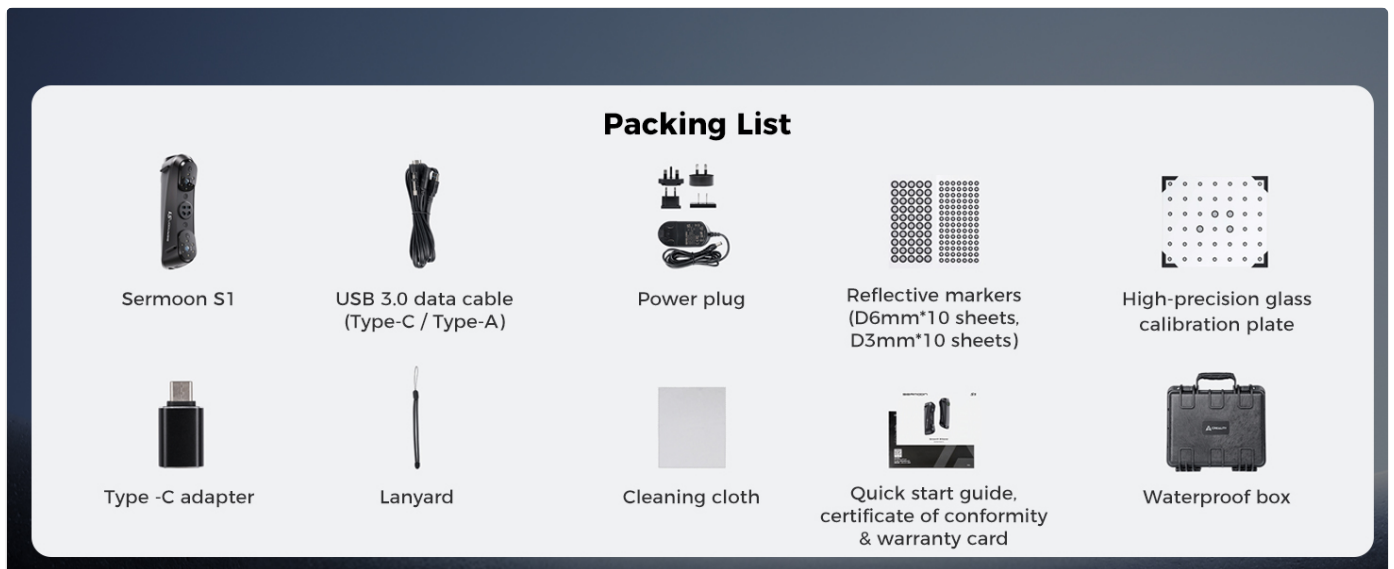 Packing List
Sermoon S1
USB 3.0 data cable
(Type-C / Type-A)
Power plug
Reflective markers
(D6mm*10 sheets,
D3mm*10 sheets)
High-precision glass
calibration plate
Type -C adapter
Lanyard
Cleaning cloth
Quick start guide,
certificate of conformity
& warranty card
Waterproof box